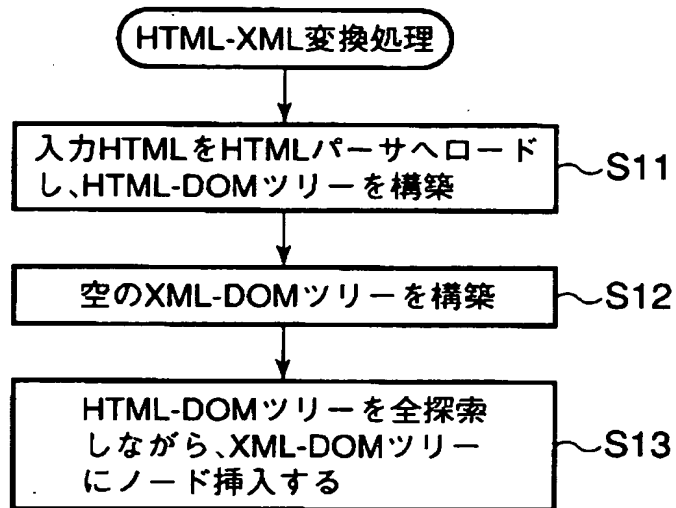 HTML-XML変換処理
入力HTMLをHTMLパーサへロード
し、HTML-DOMツリーを構築
S11
空のXML-DOMツリーを構築
S12
HTML-DOMツリーを全探索
しながら、XML-DOMツリー
にノード挿入する
S13